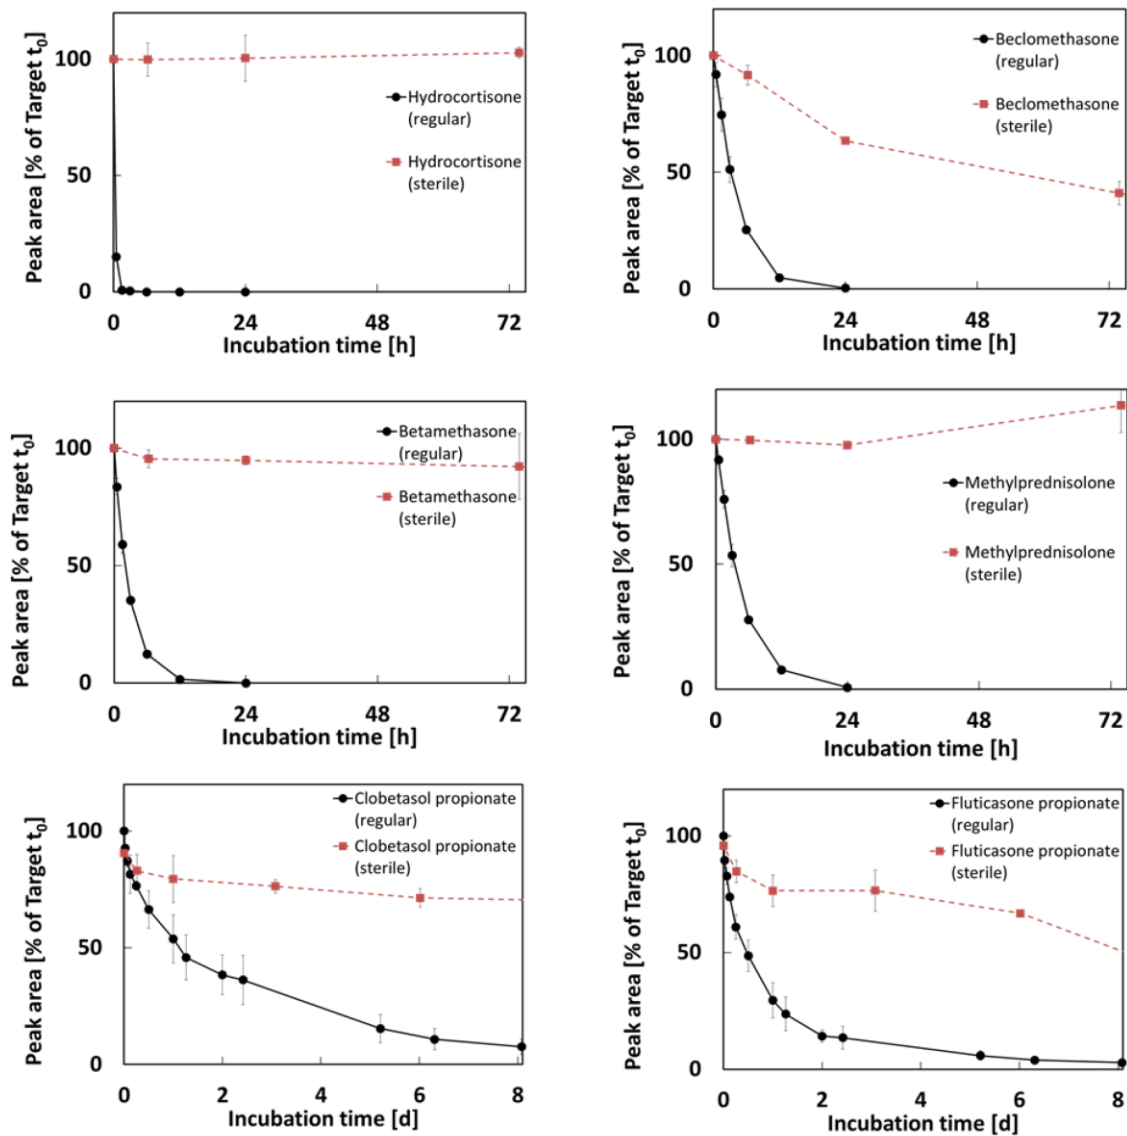 Peak area [% of Target t0]
100
50
0
Hydrocortisone
(regular)
Hydrocortisone
(sterile)
0 24 48 72
Incubation time [h]
Peak area [% of Target t0]
100
50
0
Beclomethasone
(regular)
Beclomethasone
(sterile)
0 24 48 72
Incubation time [h]
Peak area [% of Target t0]
100
50
0
Betamethasone
(regular)
Betamethasone
(sterile)
0 24 48 72
Incubation time [h]
Peak area [% of Target t0]
100
50
0
Methylprednisolone
(regular)
Methylprednisolone
(sterile)
0 24 48 72
Incubation time [h]
Peak area [% of Target t0]
100
50
0
Clobetasol propionate
(regular)
Clobetasol propionate
(sterile)
0 2 4 6 8
Incubation time [d]
Peak area [% of Target t0]
100
50
0
Fluticasone propionate
(regular)
Fluticasone propionate
(sterile)
0 2 4 6 8
Incubation time [d]